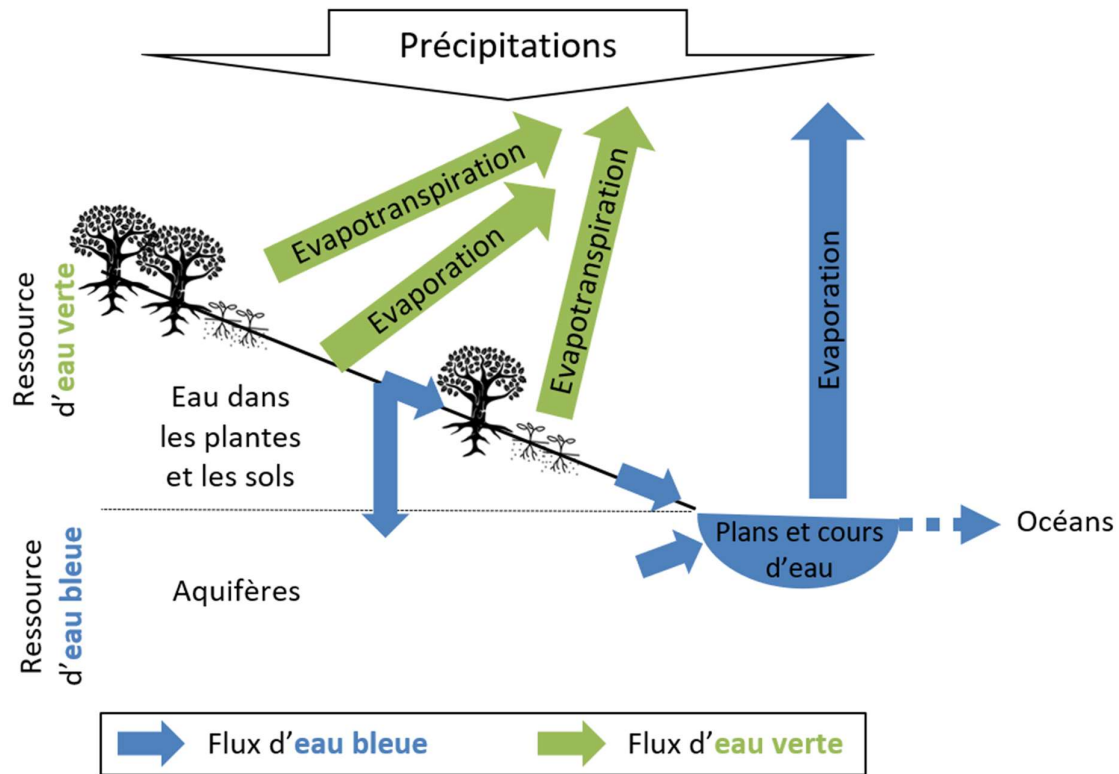 Précipitations
Evapotranspiration
Evaporation
Evapotranspiration
Evaporation
Ressource
d'eau verte
Eau dans
les plantes
et les sols
Plans et cours
d'eau
Océans
Ressource
d'eau bleue
Aquifères
Flux d'eau bleue
Flux d'eau verte